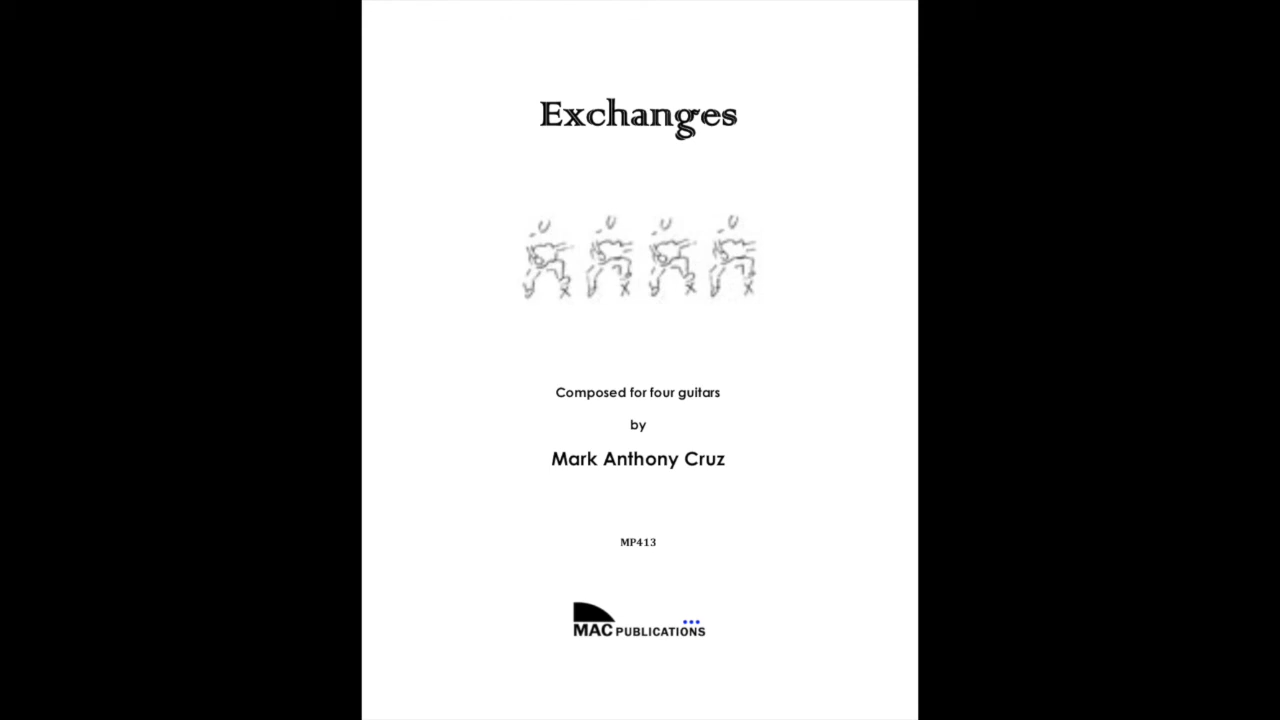 Exchanges
Composed for four guitars
by
Mark Anthony Cruz
MP413
MAC PUBLICATIONS